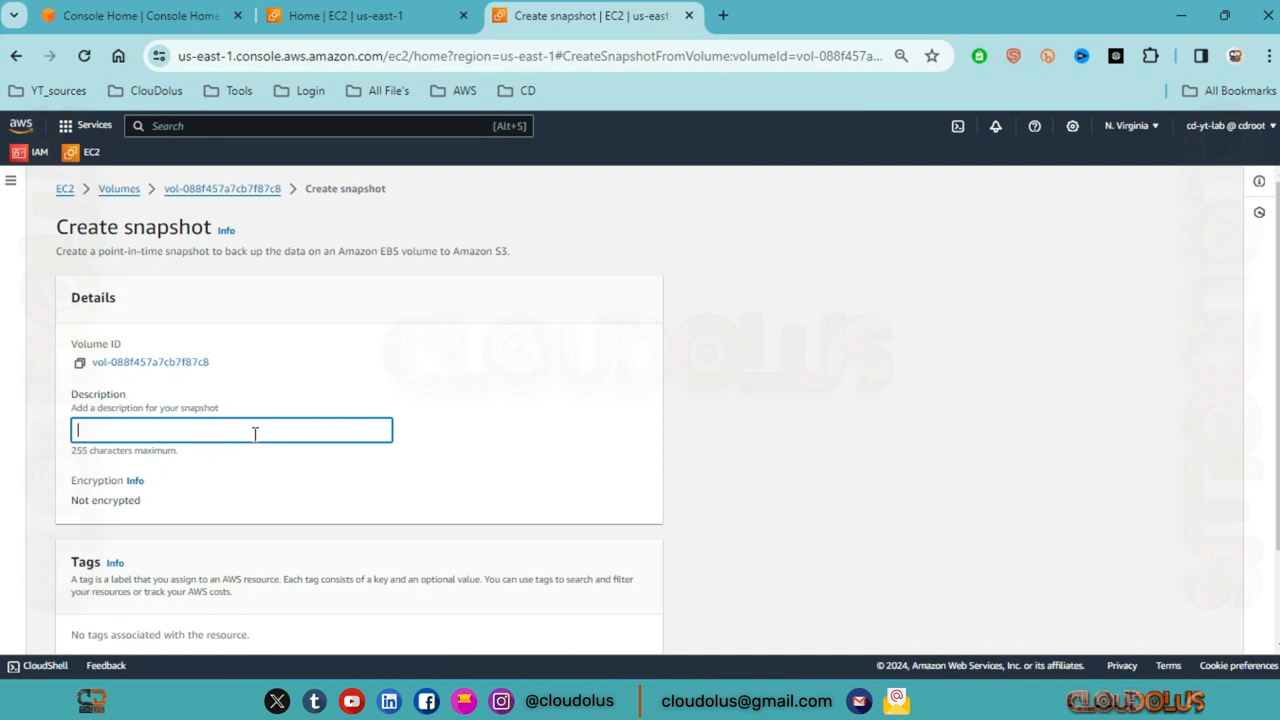 Console Home | Console Home
Home | EC2 | us-east-1
Create snapshot | EC2 | us-east-
us-east-1.console.aws.amazon.com/ec2/home?region=us-east-1#CreateSnapshotFromVolume:volumeId=vol-088f457a...
YT_sources
CloudDolus
Tools
Login
All File's
AWS
CD
All Bookmarks
aws
Services
Search
[Alt+S]
N. Virginia
cd-yt-lab @ cdroot
IAM
EC2
EC2
Volumes
vol-088f457a7cb7f87c8
Create snapshot
Create snapshot Info
Create a point-in-time snapshot to back up the data on an Amazon EBS volume to Amazon S3.
Details
Volume ID
vol-088f457a7cb7f87c8
Description
Add a description for your snapshot
255 characters maximum.
Encryption Info
Not encrypted
Tags Info
A tag is a label that you assign to an AWS resource. Each tag consists of a key and an optional value. You can use tags to search and filter
your resources or track your AWS costs.
No tags associated with the resource.
CLOUDOLUS
CLOUDOLUS
CloudShell
Feedback
© 2024, Amazon Web Services, Inc. or its affiliates.
Privacy
Terms
Cookie preferences
@cloudolus
cloudolus@gmail.com
CLOUDOLUS